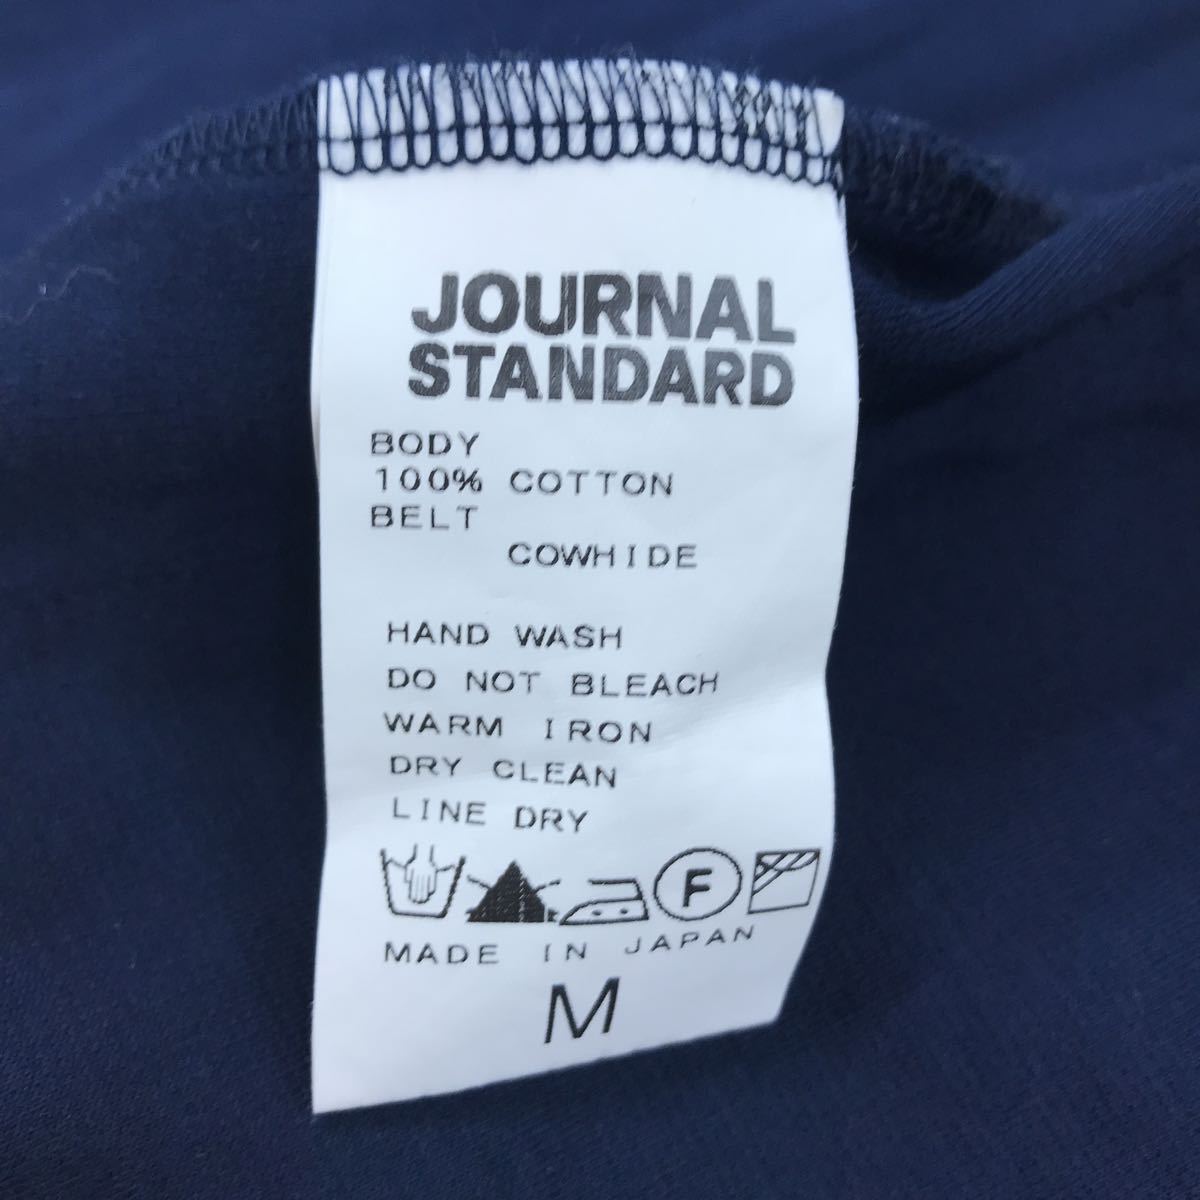 JOURNAL
STANDARD
BODY
100% COTTON
BELT
COWHIDE
HAND WASH
DO NOT BLEACH
WARM IRON
DRY CLEAN
LINE DRY
F
MADE IN JAPAN
M